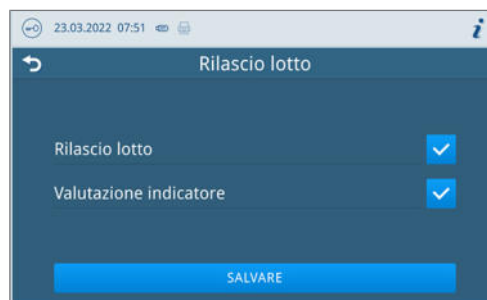 23.03.2022 07:51
Rilascio lotto
Rilascio lotto
Valutazione indicatore
SALVARE